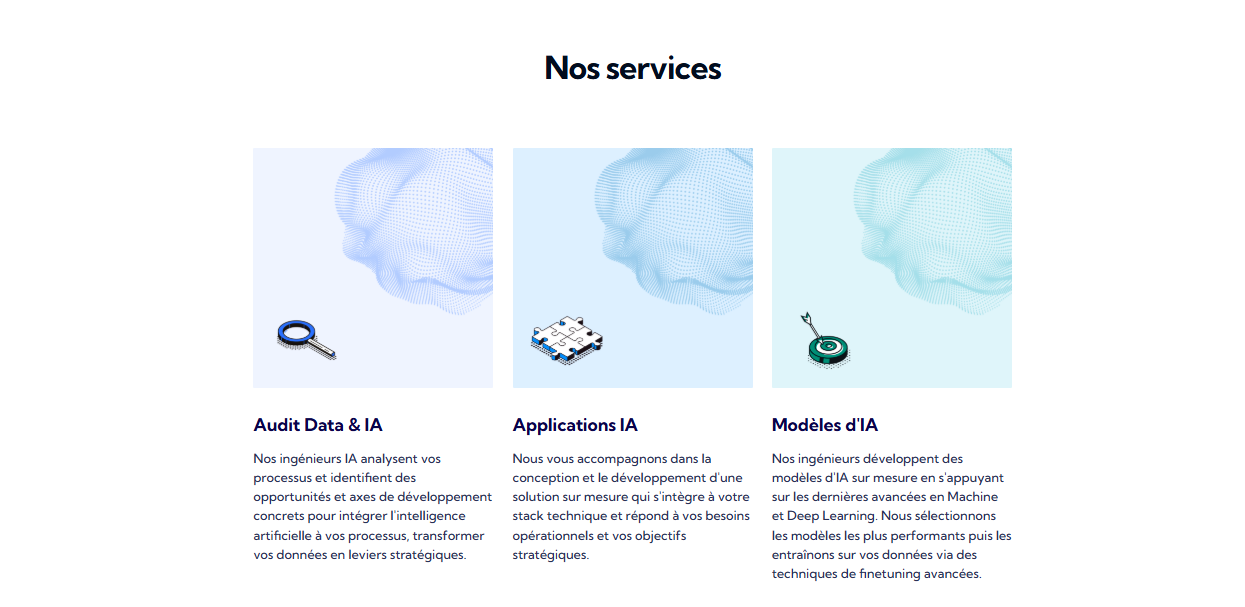 Nos services
Audit Data & IA
Nos ingénieurs IA analysent vos
processus et identifient des
opportunités et axes de développement
concrets pour intégrer l'intelligence
artificielle à vos processus, transformer
vos données en leviers stratégiques.
Applications IA
Nous vous accompagnons dans la
conception et le développement d'une
solution sur mesure qui s'intègre à votre
stack technique et répond à vos besoins
opérationnels et vos objectifs
stratégiques.
Modèles d'IA
Nos ingénieurs développent des
modèles d'IA sur mesure en s'appuyant
sur les dernières avancées en Machine
et Deep Learning. Nous sélectionnons
les modèles les plus performants puis les
entraînons sur vos données via des
techniques de finetuning avancées.